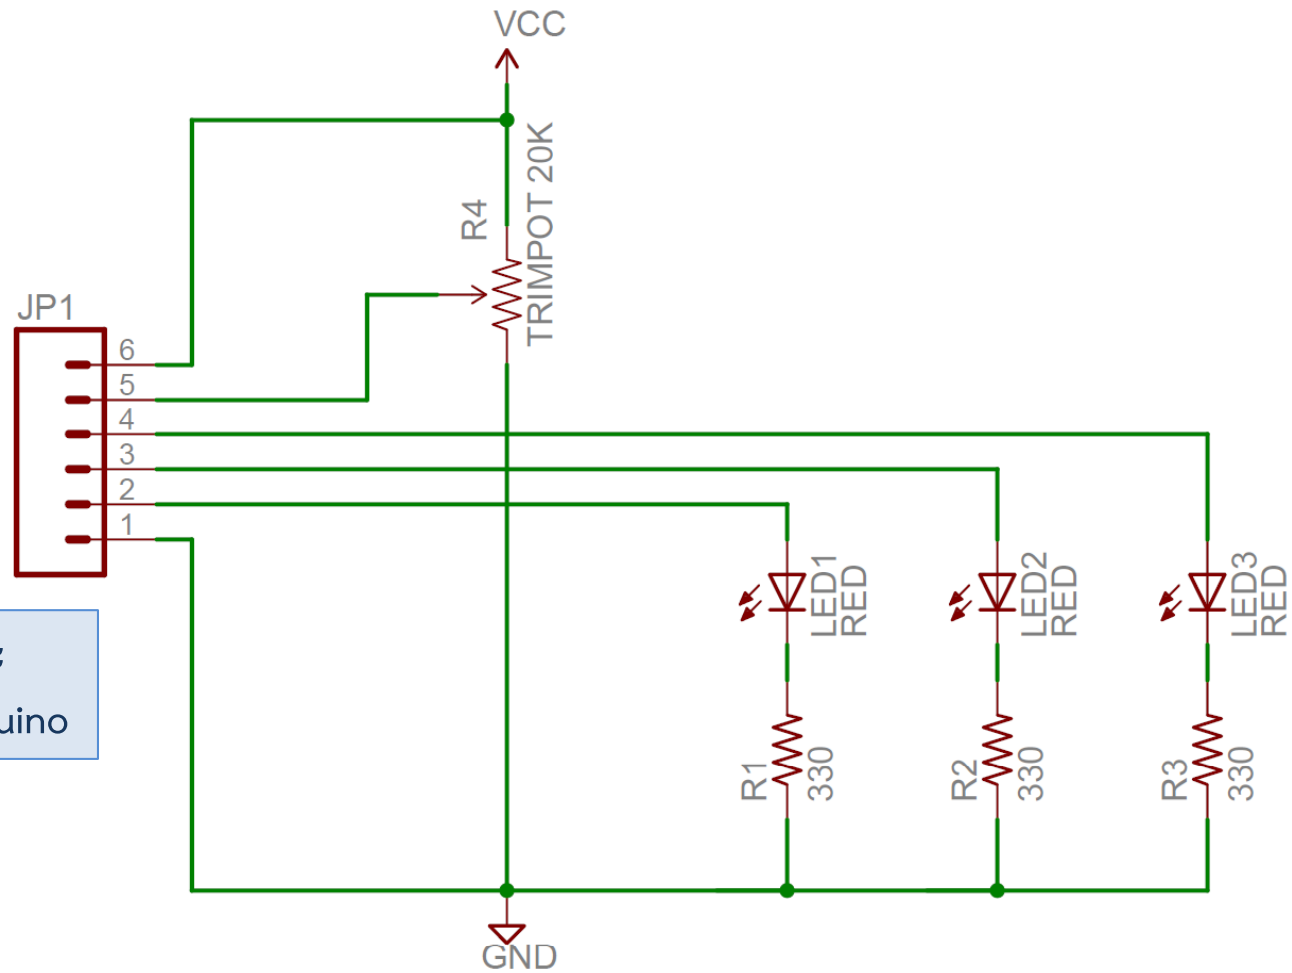 VCC
R4
TRIMPOT 20K
JP1
6
5
4
3
2
1
LED1
RED
LED2
RED
LED3
RED
uino
R1
330
R2
330
R3
330
GND